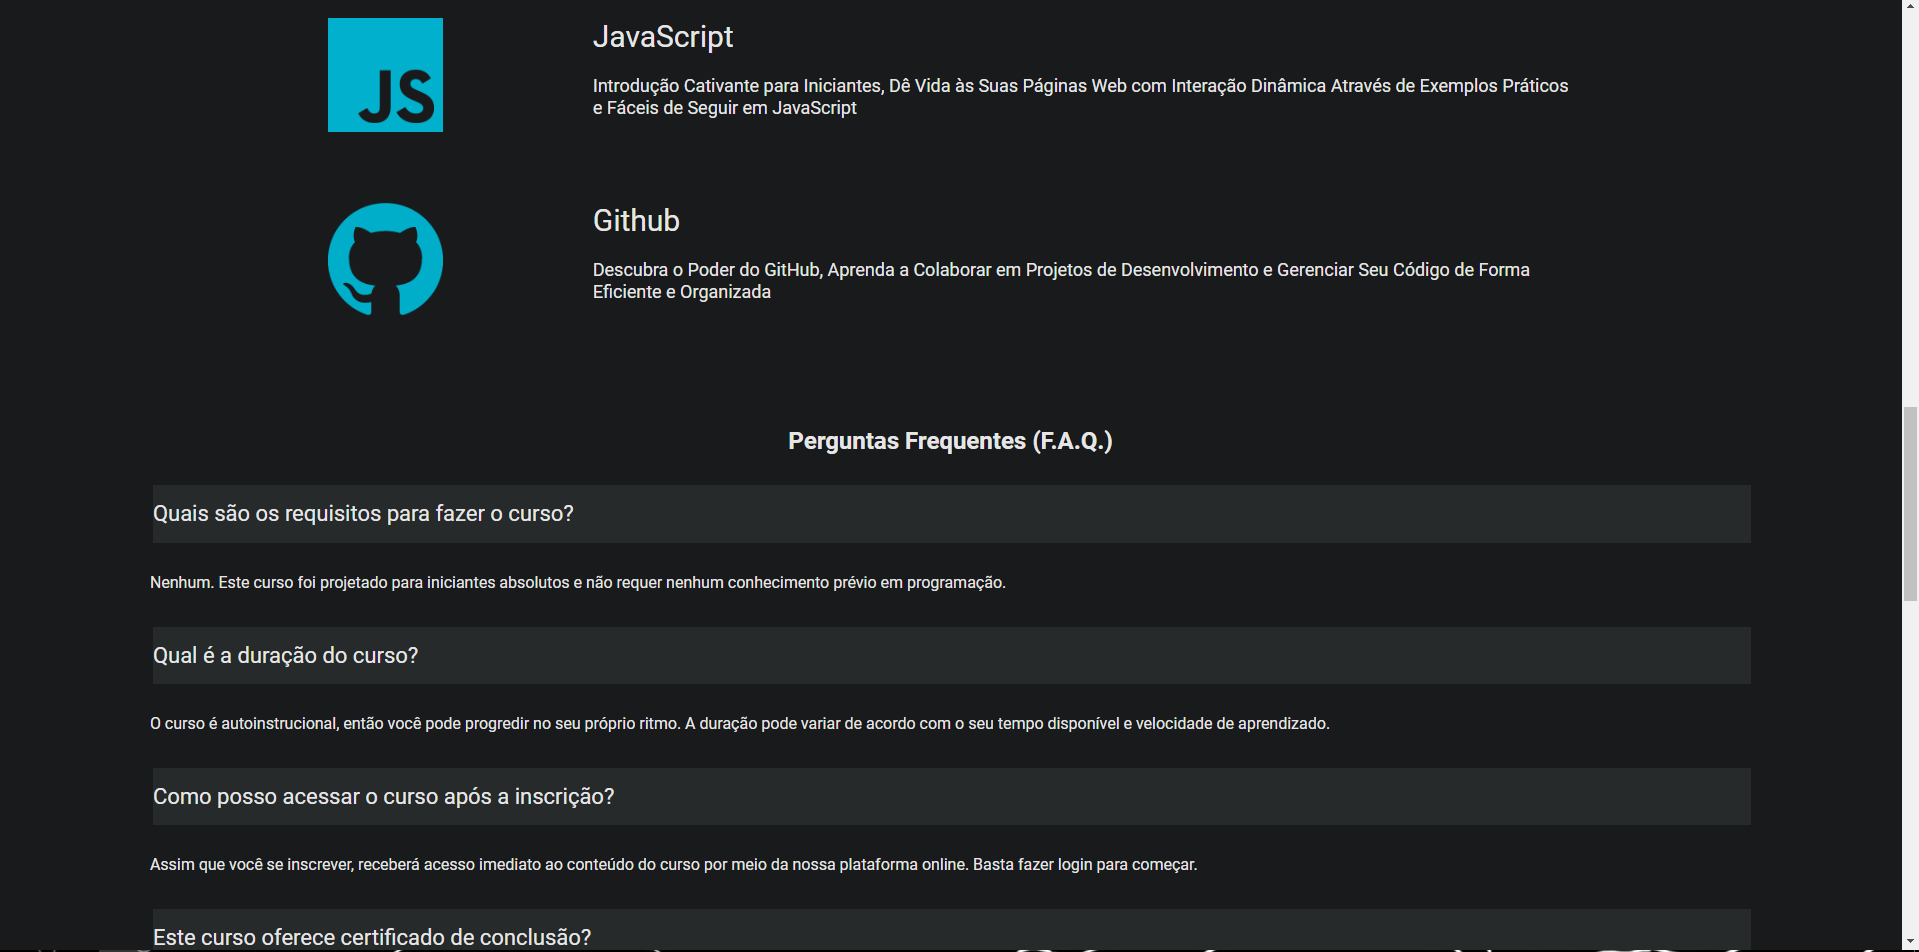 JS
JavaScript
Introdução Cativante para Iniciantes, Dê Vida às Suas Páginas Web com Interação Dinâmica Através de Exemplos Práticos
e Fáceis de Seguir em JavaScript
Github
Descubra o Poder do GitHub, Aprenda a Colaborar em Projetos de Desenvolvimento e Gerenciar Seu Código de Forma
Eficiente e Organizada
Perguntas Frequentes (F.A.Q.)
Quais são os requisitos para fazer o curso?
Nenhum. Este curso foi projetado para iniciantes absolutos e não requer nenhum conhecimento prévio em programação.
Qual é a duração do curso?
O curso é autoinstrucional, então você pode progredir no seu próprio ritmo. A duração pode variar de acordo com o seu tempo disponível e velocidade de aprendizado.
Como posso acessar o curso após a inscrição?
Assim que você se inscrever, receberá acesso imediato ao conteúdo do curso por meio da nossa plataforma online. Basta fazer login para começar.
Este curso oferece certificado de conclusão?